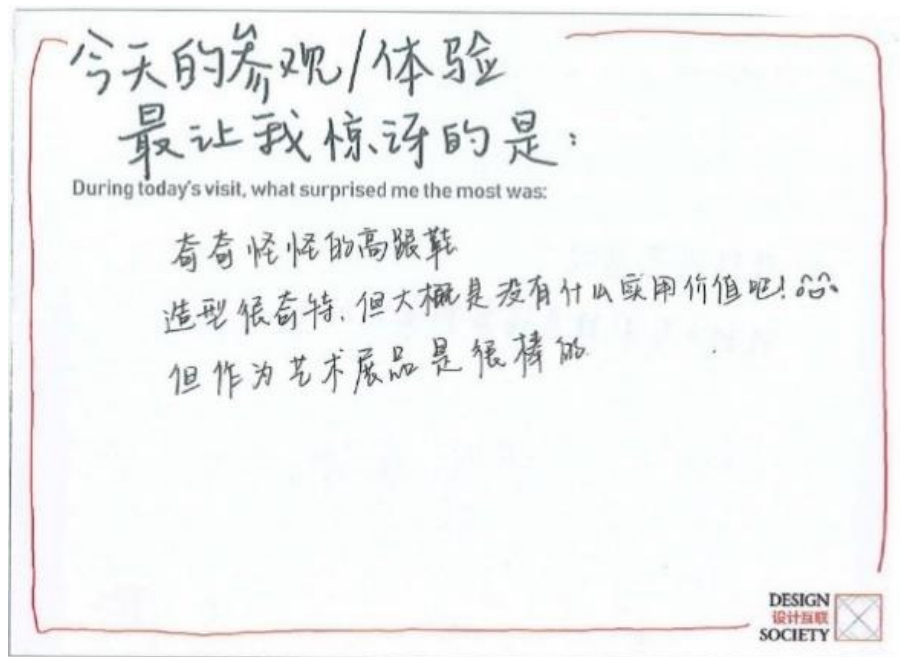 今天的参观/体验
最让我惊讶的是：
During today's visit, what surprised me the most was:
奇奇怪怪的高跟鞋
造型很奇特，但大概是没有什么实用价值吧！
但作为艺术展品是很棒的
DESIGN
设计互联
SOCIETY